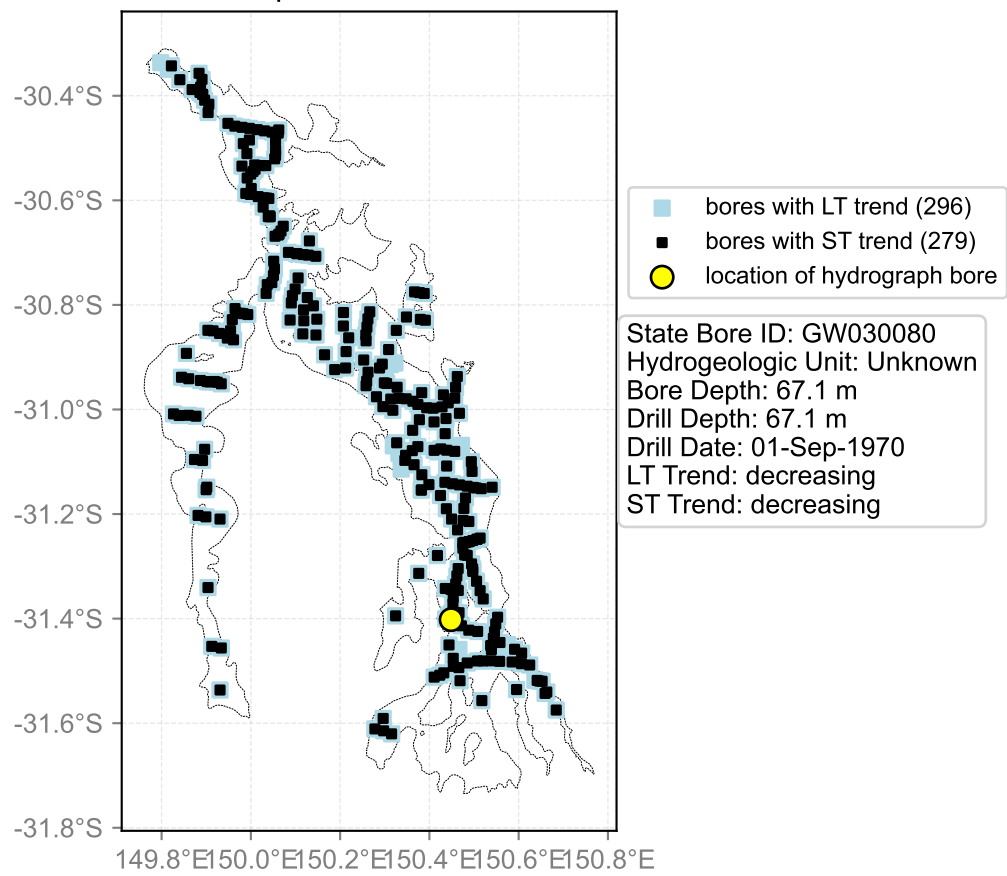 -30.4°S
-30.6°S
-30.8°S
-31.0°S
-31.2°S
-31.4°S
-31.6°S
-31.8°S
149.8°E150.0°E150.2°E150.4°E150.6°E150.8°E
bores with LT trend (296)
bores with ST trend (279)
location of hydrograph bore
State Bore ID: GW030080
Hydrogeologic Unit: Unknown
Bore Depth: 67.1 m
Drill Depth: 67.1 m
Drill Date: 01-Sep-1970
LT Trend: decreasing
ST Trend: decreasing